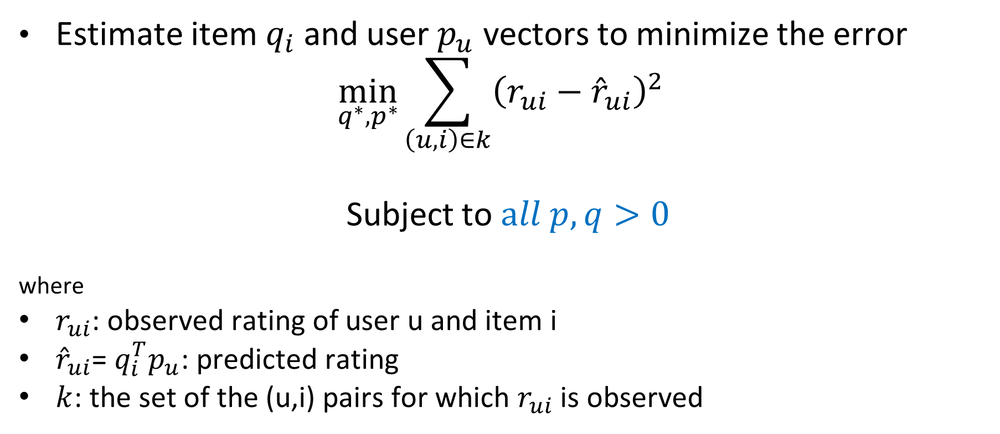 • Estimate item $q_i$ and user $p_u$ vectors to minimize the error
$\min_{q^*,p^*} \sum_{(u,i)\in k} (r_{ui} - \hat{r}_{ui})^2$
Subject to $all\ p, q > 0$
where
• $r_{ui}$: observed rating of user u and item i
• $\hat{r}_{ui}$= $q_i^T p_u$: predicted rating
• $k$: the set of the (u,i) pairs for which $r_{ui}$ is observed